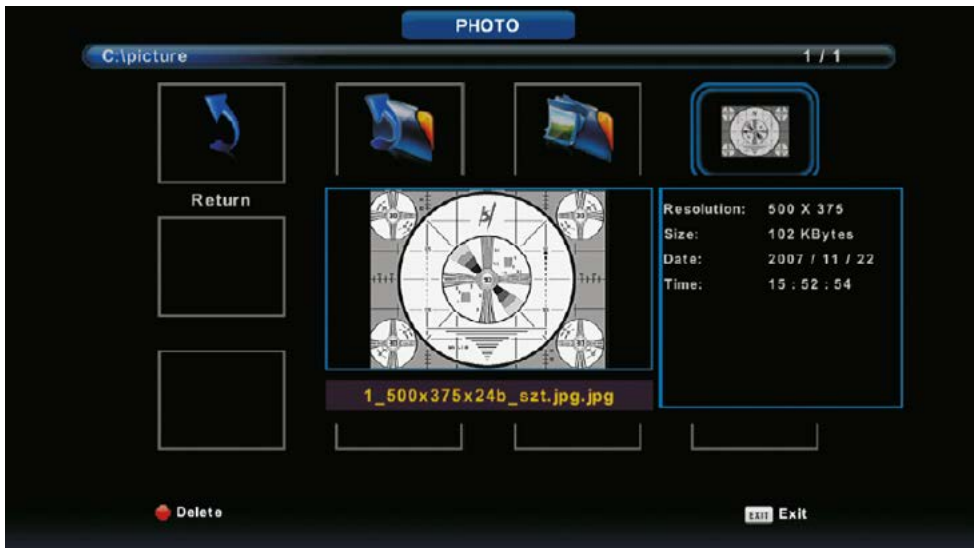 PHOTO
C:\picture 1 / 1
Return
Resolution: 500 X 375
Size: 102 KBytes
Date: 2007 / 11 / 22
Time: 15 : 52 : 54
1_500x375x24b_szt.jpg.jpg
Delete EXIT Exit